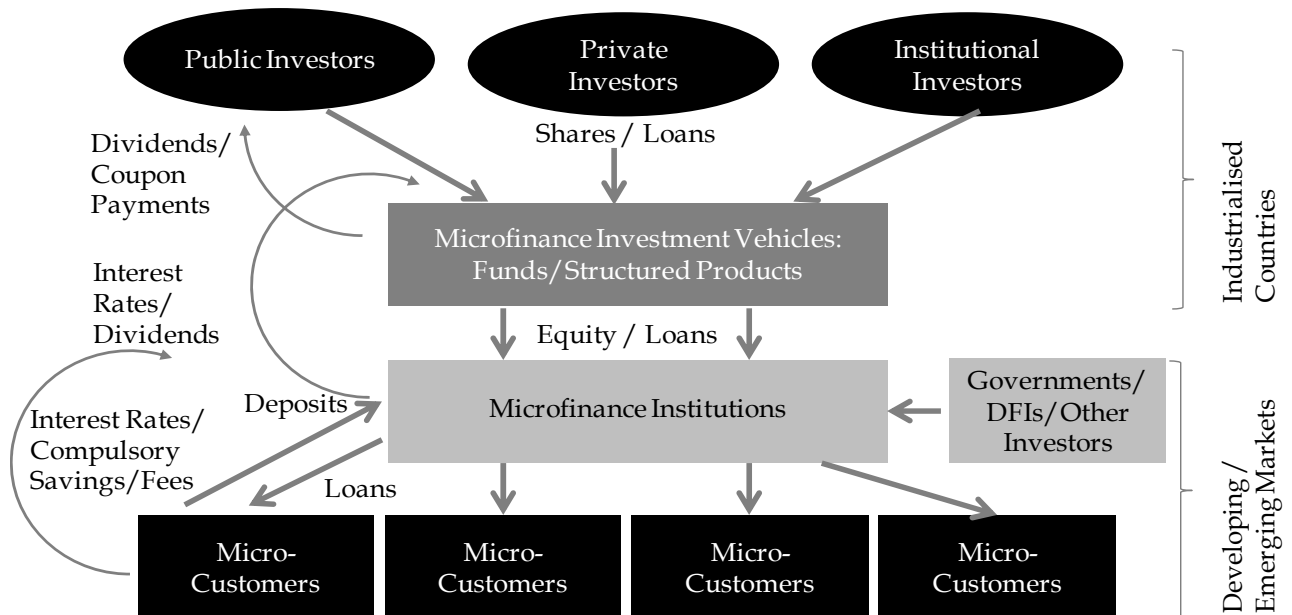 Public Investors
Private
Investors
Institutional
Investors
Dividends/
Coupon
Payments
Shares / Loans
Microfinance Investment Vehicles:
Funds/Structured Products
Industrialised
Countries
Interest
Rates/
Dividends
Equity / Loans
Deposits
Microfinance Institutions
Governments/
DFIs/Other
Investors
Interest Rates/
Compulsory
Savings/Fees
Loans
Developing /
Emerging Markets
Micro-
Customers
Micro-
Customers
Micro-
Customers
Micro-
Customers